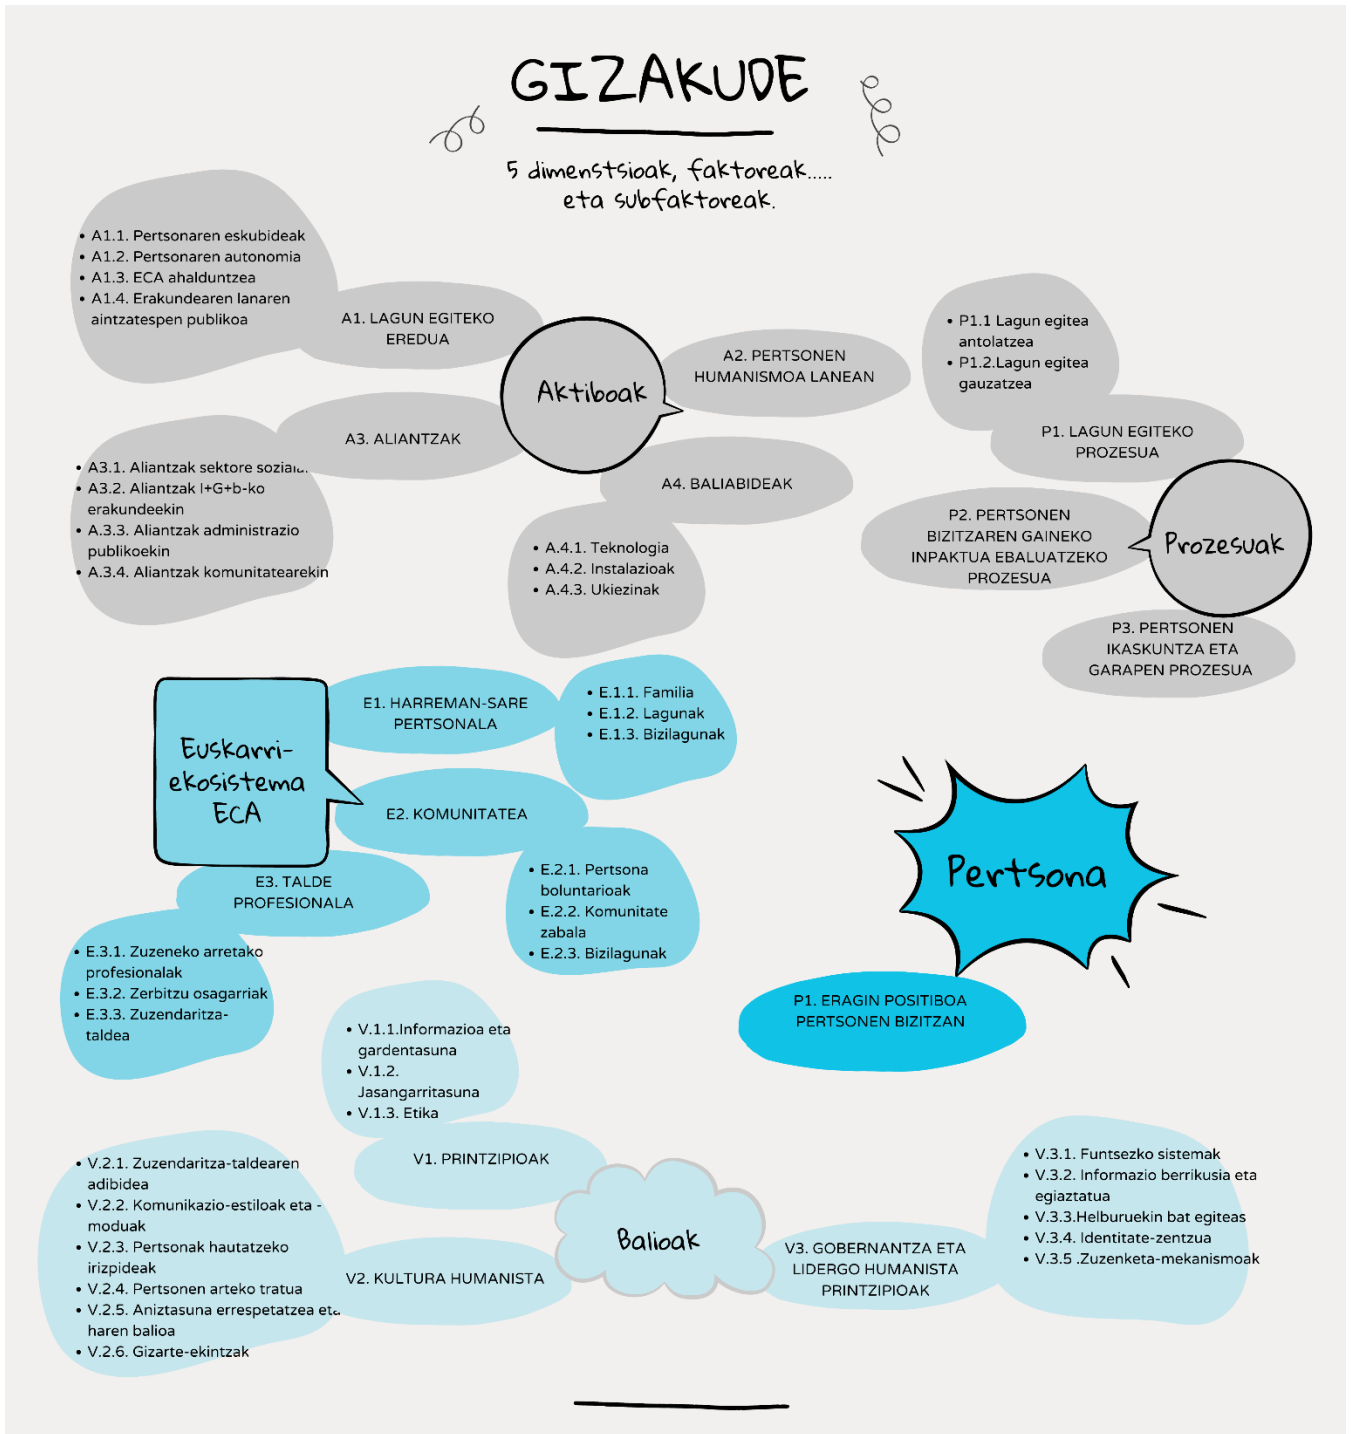 GIZAKUDE
5 dimenstsioak, faktoreak.....
eta subfaktoreak.
• A1.1. Pertsonaren eskubideak
• A1.2. Pertsonaren autonomia
• A1.3. ECA ahalduntzea
• A1.4. Erakundearen lanaren
aintzatespen publikoa
A1. LAGUN EGITEKO
EREDUA
Aktiboak
A2. PERTSONEN
HUMANISMOA LANEAN
A3. ALIANTZAK
• A3.1. Aliantzak sektore
• A3.2. Aliantzak I+G+b-ko
erakundeekin
• A.3.3. Aliantzak administrazio
publikoekin
• A.3.4. Aliantzak komunitatearekin
A4. BALIABIDEAK
• A.4.1. Teknologia
• A.4.2. Instalazioak
• A.4.3. Ukiezinak
• P1.1 Lagun egitea
antolatzea
• P1.2.Lagun egitea
gauzatzea
P1. LAGUN EGITEKO
PROZESUA
P2. PERTSONEN
BIZITZAREN GAINEKO
INPAKTUA EBALUATZEKO
PROZESUA
Prozesuak
P3. PERTSONEN
IKASKUNTZA ETA
GARAPEN PROZESUA
Euskarri-
ekosistema
ECA
E1. HARREMAN-SARE
PERTSONALA
• E.1.1. Familia
• E.1.2. Lagunak
• E.1.3. Bizilagunak
E2. KOMUNITATEA
• E.2.1. Pertsona
boluntarioak
• E.2.2. Komunitate
zabala
• E.2.3. Bizilagunak
E3. TALDE
PROFESIONALA
• E.3.1. Zuzeneko arretako
profesionalak
• E.3.2. Zerbitzu osagarriak
• E.3.3. Zuzendaritza-
taldea
Pertsona
P1. ERAGIN POSITIBOA
PERTSONEN BIZITZAN
• V.1.1.Informazioa eta
gardentasuna
• V.1.2.
Jasangarritasuna
• V.1.3. Etika
V1. PRINTZIPIOAK
• V.2.1. Zuzendaritza-taldearen
adibidea
• V.2.2. Komunikazio-estiloak eta -
moduak
• V.2.3. Pertsonak hautatzeko
irizpideak
• V.2.4. Pertsonen arteko tratua
• V.2.5. Aniztasuna errespetatzea eta
haren balioa
• V.2.6. Gizarte-ekintzak
V2. KULTURA HUMANISTA
Balioak
V3. GOBERNANTZA ETA
LIDERGO HUMANISTA
PRINTZIPIOAK
• V.3.1. Funtsezko sistemak
• V.3.2. Informazio berrikusia eta
egiaztatua
• V.3.3.Helburuekin bat egiteas
• V.3.4. Identitate-zentzua
• V.3.5 .Zuzenketa-mekanismoak